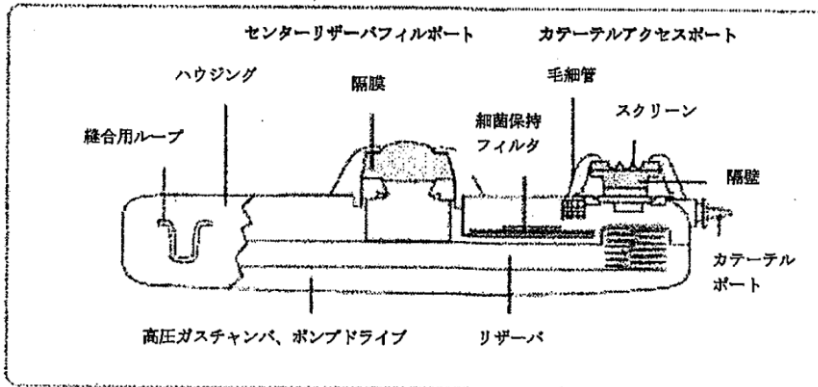 センターリザーバフィルポート
カテーテルアクセスポート
ハウジング
隔膜
毛細管
縫合用ループ
細菌保持
フィルタ
スクリーン
隔壁
カテーテル
ポート
高圧ガスチャンバ、ポンプドライブ
リザーバ